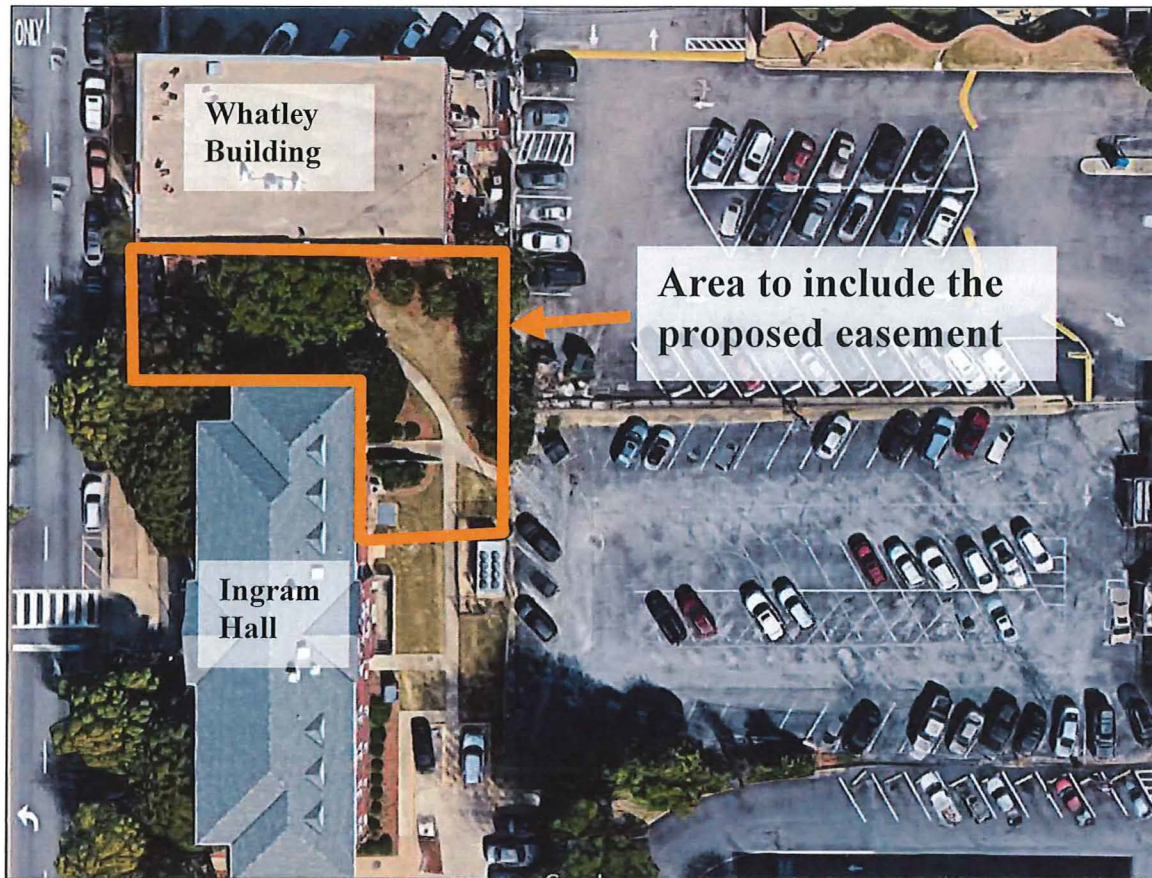 ONLY
Whatley
Building
Area to include the
proposed easement
Ingram
Hall